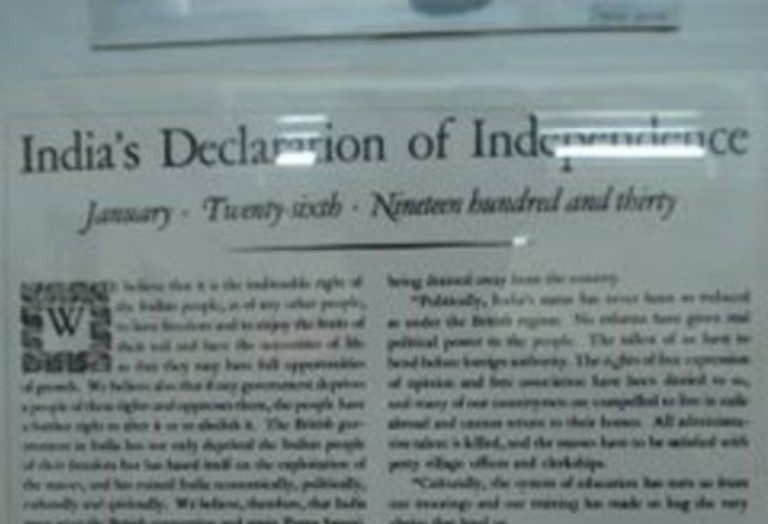 India's Declaration of Independence
January · Twenty-sixth · Nineteen hundred and thirty
WE believe that it is the inalienable right of
the Indian people, as of any other people,
to have freedom and to enjoy the fruits of
their toil and have the necessities of life
so that they may have full opportunities
of growth. We believe also that if any government deprives
a people of these rights and oppresses them, the people have
a further right to alter it or to abolish it. The British gov-
ernment in India has not only deprived the Indian people
of their freedom but has based itself on the exploitation of
the masses, and has ruined India economically, politically,
culturally and spiritually. We believe, therefore, that India
being drained away from the country.
"Politically, India's status has never been so reduced
as under the British regime. No reforms have given real
political power to the people. The tallest of us have to
bend before foreign authority. The rights of free expression
of opinion and free association have been denied to us,
and many of our countrymen are compelled to live in exile
abroad and cannot return to their homes. All administra-
tive talent is killed, and the masses have to be satisfied with
petty village offices and clerkships.
"Culturally, the system of education has torn us from
our moorings and our training has made us hug the very
chains that bind us.